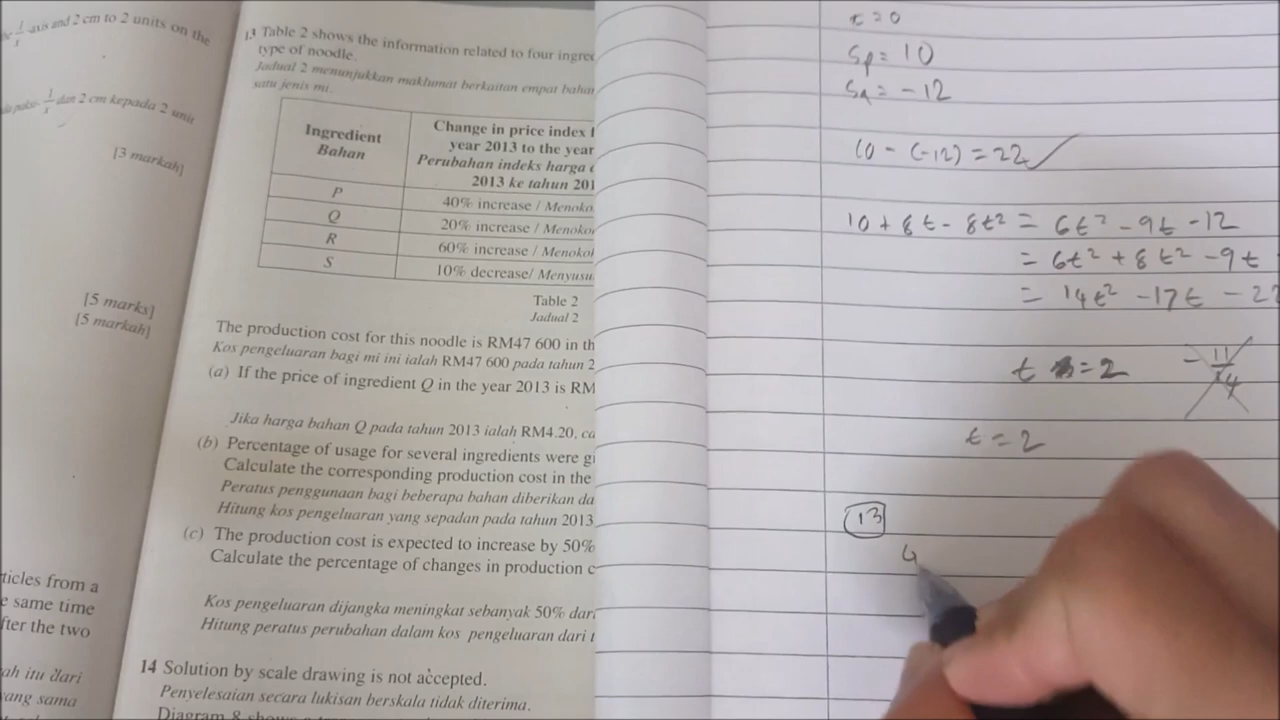 -axis and 2 cm to 2 units on the
dan 2 cm kepada 2 unit
[3 markah]
[5 marks]
[5 markah]
ticles from a
e same time
fter the two
ah itu dari
sang sama
13 Table 2 shows the information related to four ingre
type of noodle.
Jadual 2 menunjukkan maklumat berkaitan empat bahan
satu jenis mi.
Ingredient
Bahan
Change in price index
year 2013 to the year
Perubahan indeks harga
2013 ke tahun 201
P 40% increase / Menoko
Q 20% increase / Menoko
R 60% increase / Menokok
S 10% decrease/ Menyusu
Table 2
Jadual 2
The production cost for this noodle is RM47 600 in th
Kos pengeluaran bagi mi ini ialah RM47 600 pada tahun 2
(a) If the price of ingredient Q in the year 2013 is RM
Jika harga bahan Q pada tahun 2013 ialah RM4.20, ca
(b) Percentage of usage for several ingredients were gi
Calculate the corresponding production cost in the
Peratus penggunaan bagi beberapa bahan diberikan da
Hitung kos pengeluaran yang sepadan pada tahun 2013
(c) The production cost is expected to increase by 50%
Calculate the percentage of changes in production c
Kos pengeluaran dijangka meningkat sebanyak 50% dari
Hitung peratus perubahan dalam kos pengeluaran dari t
14 Solution by scale drawing is not accepted.
Penyelesaian secara lukisan berskala tidak diterima.
t = 0
Sp = 10
SQ = -12
10 - (-12) = 22
10 + 8t - 8t² = 6t² - 9t - 12
= 6t² + 8t² - 9t
= 14t² - 17t - 22
t = 2 - 11/14
t = 2
13
4